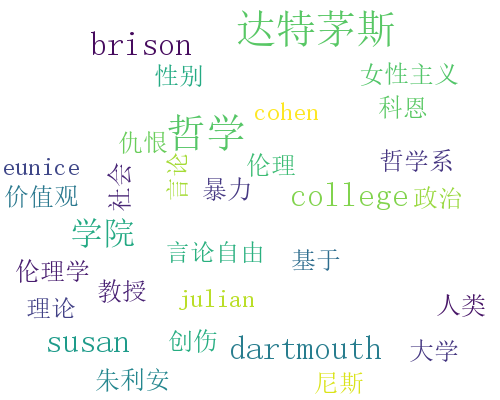 达特茅斯
brison
性别
女性主义
cohen
科恩
哲学
仇恨
eunice
社会
言论
伦理
哲学系
价值观
暴力
college
政治
学院
言论自由
基于
伦理学
教授
理论
julian
人类
susan
创伤
dartmouth
大学
朱利安
尼斯